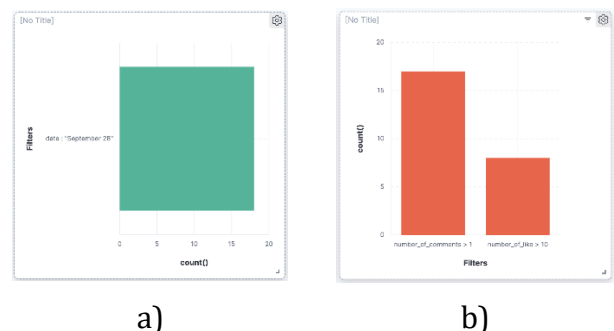 [No Title]
Filters
date : "September 28"
0 5 10 15 20
count()
a)
[No Title]
20
15
10
5
0
count()
number_of_comments > 1 number_of_like > 10
Filters
b)